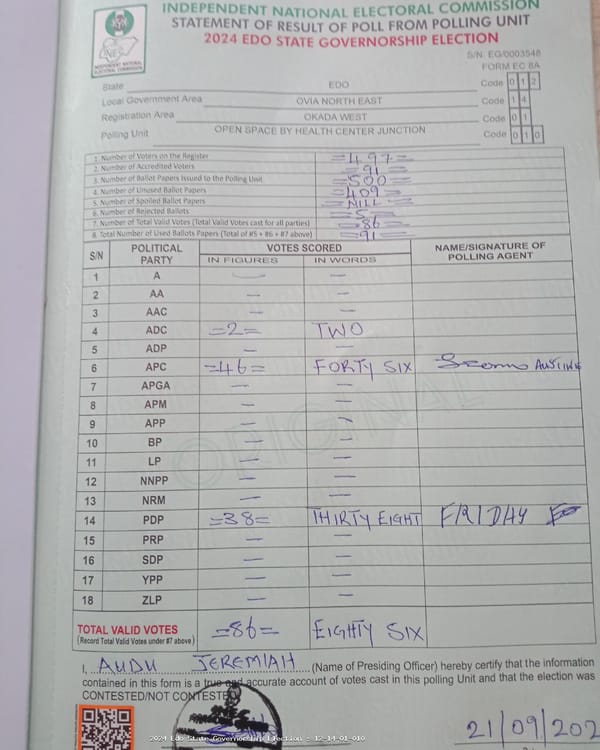 INDEPENDENT NATIONAL ELECTORAL COMMISSION
STATEMENT OF RESULT OF POLL FROM POLLING UNIT
2024 EDO STATE GOVERNORSHIP ELECTION
INEC
INDEPENDENT NATIONAL ELECTORAL COMMISSION
S/N. EG/0003548
FORM EC 8A
State EDO Code 0 1 2
Local Government Area OVIA NORTH EAST Code 1 4
Registration Area OKADA WEST Code 0 1
Polling Unit OPEN SPACE BY HEALTH CENTER JUNCTION Code 0 1 0
1. Number of Voters on the Register =497=
2. Number of Accredited Voters =91=
3. Number of Ballot Papers Issued to the Polling Unit =500=
4. Number of Unused Ballot Papers =409=
5. Number of Spoiled Ballot Papers =NILL=
6. Number of Rejected Ballots =5=
7. Number of Total Valid Votes (Total Valid Votes cast for all parties) =86=
8. Total Number of Used Ballots Papers (Total of #5 + #6 + #7 above) =91=
S/N POLITICAL PARTY VOTES SCORED NAME/SIGNATURE OF POLLING AGENT
IN FIGURES IN WORDS
1 A — —
2 AA — —
3 AAC — —
4 ADC =2= TWO
5 ADP — —
6 APC =46= FORTY SIX AUSTINE
7 APGA — —
8 APM — —
9 APP — —
10 BP — —
11 LP — —
12 NNPP — —
13 NRM — —
14 PDP =38= THIRTY EIGHT FRIDAY
15 PRP — —
16 SDP — —
17 YPP — —
18 ZLP — —
TOTAL VALID VOTES =86= EIGHTY SIX
(Record Total Valid Votes under #7 above)
I, AUDU JEREMIAH (Name of Presiding Officer) hereby certify that the information
contained in this form is a true and accurate account of votes cast in this polling Unit and that the election was
CONTESTED/NOT CONTESTED
21/09/202
2024 Edo State Governorship Election - 12-14-01-010
ORIGINAL